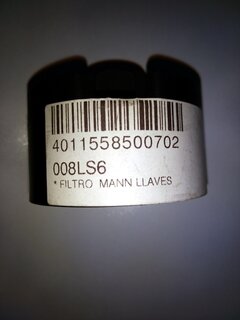 4011558500702
008LS6
* FILTRO MANN LLAVES